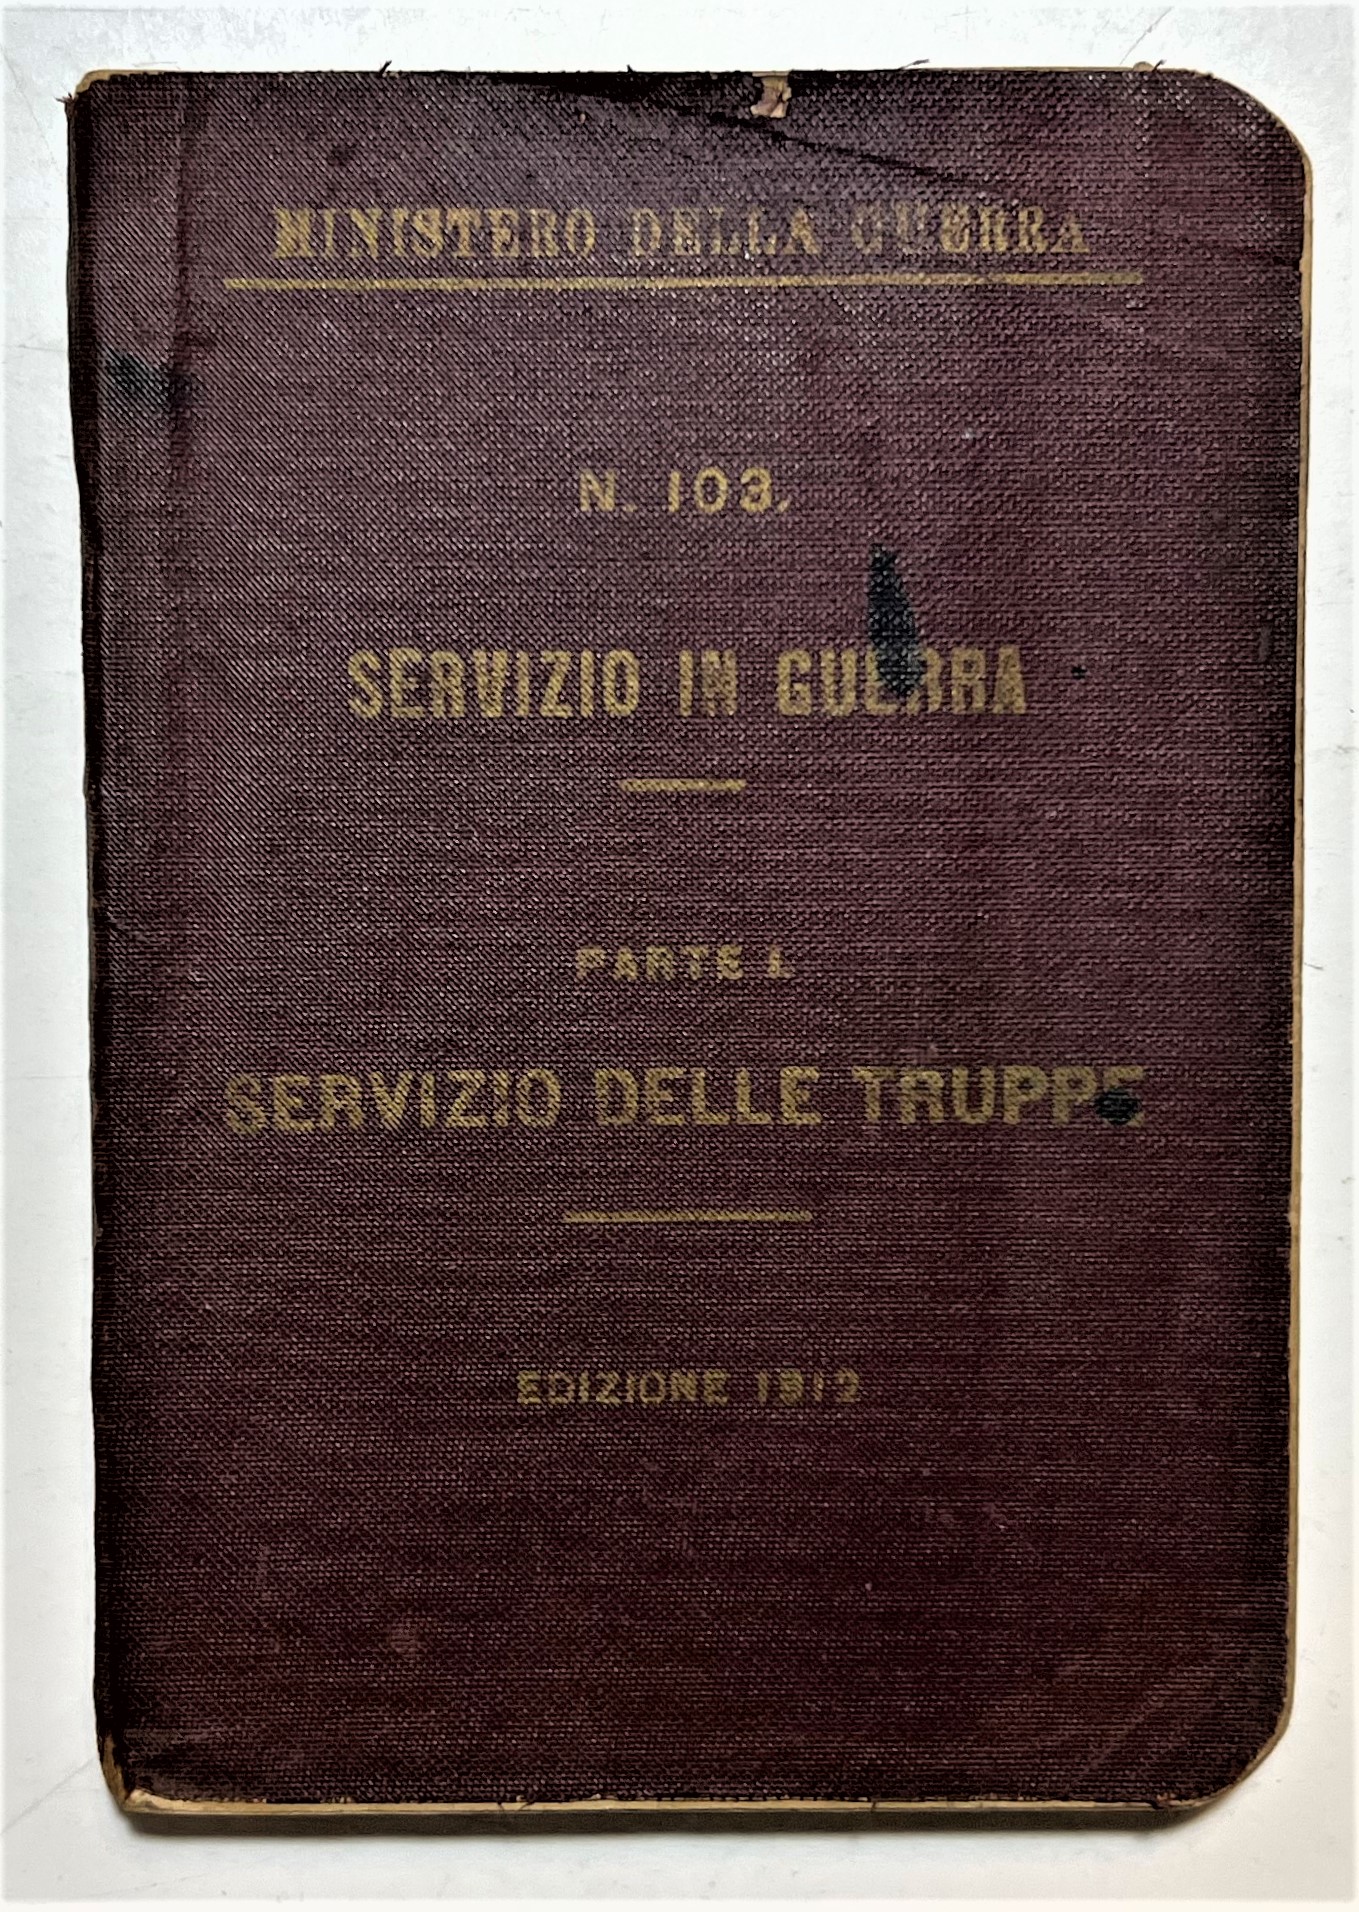 MINISTERO DELLA GUERRA
N. 103.
SERVIZIO IN GUERRA
PARTE I.
SERVIZIO DELLE TRUPPE
EDIZIONE 1912